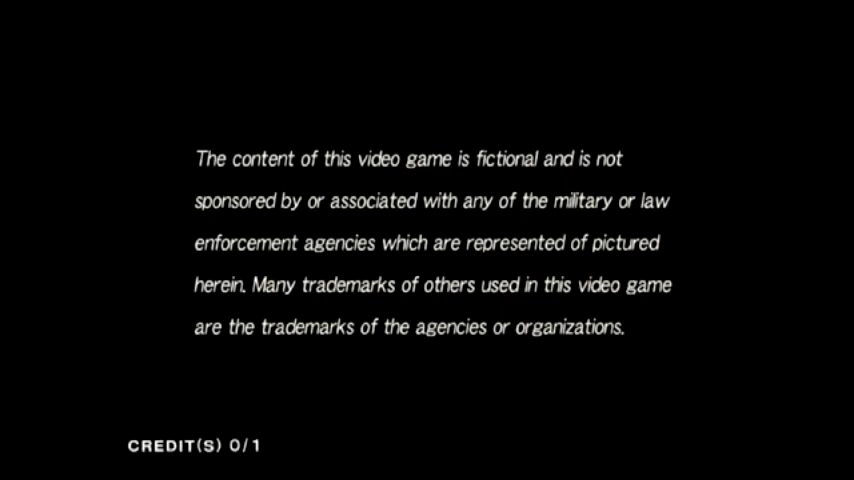 The content of this video game is fictional and is not
sponsored by or associated with any of the military or law
enforcement agencies which are represented of pictured
herein. Many trademarks of others used in this video game
are the trademarks of the agencies or organizations.
CREDIT(S) 0/1